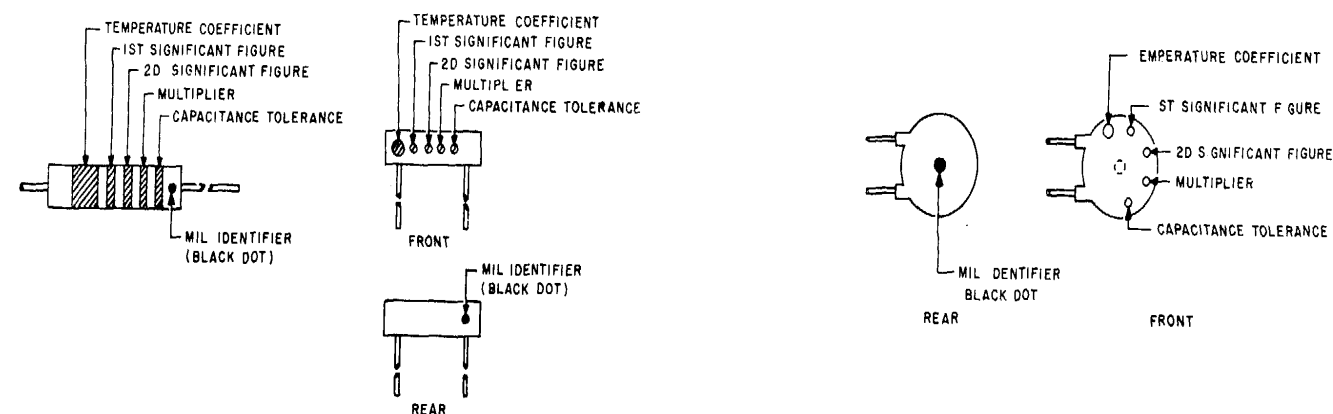 TEMPERATURE COEFFICIENT
1ST SIGNIFICANT FIGURE
2D SIGNIFICANT FIGURE
MULTIPLIER
CAPACITANCE TOLERANCE
MIL IDENTIFIER
(BLACK DOT)
TEMPERATURE COEFFICIENT
1ST SIGNIFICANT FIGURE
2D SIGNIFICANT FIGURE
MULTIPL ER
CAPACITANCE TOLERANCE
FRONT
MIL IDENTIFIER
(BLACK DOT)
REAR
MIL DENTIFIER
BLACK DOT
REAR
EMPERATURE COEFFICIENT
ST SIGNIFICANT F GURE
2D S GNIFICANT FIGURE
MULTIPLIER
CAPACITANCE TOLERANCE
FRONT